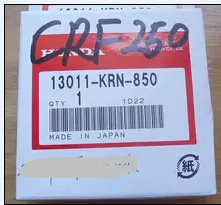 CRF250
HONDA
13011-KRN-850
QTY
1 1D22
MADE IN JAPAN
紙